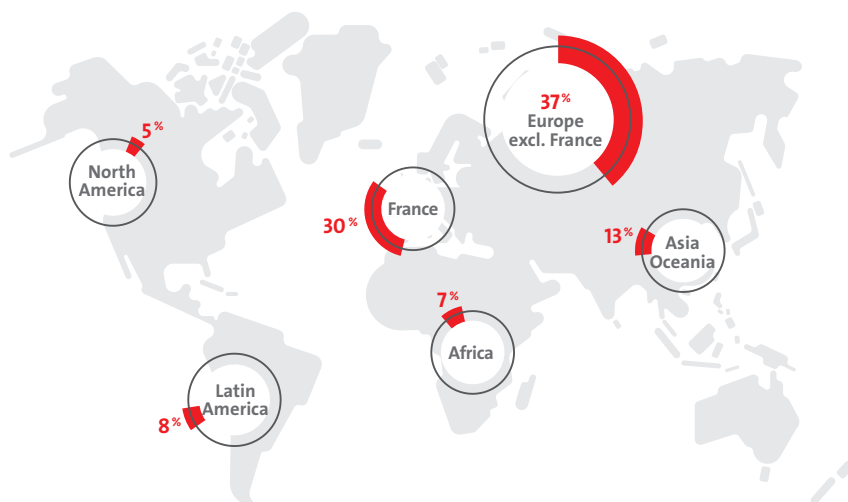 37%
Europe
excl. France
5%
North
America
30%
France
13%
Asia
Oceania
7%
Africa
Latin
America
8%